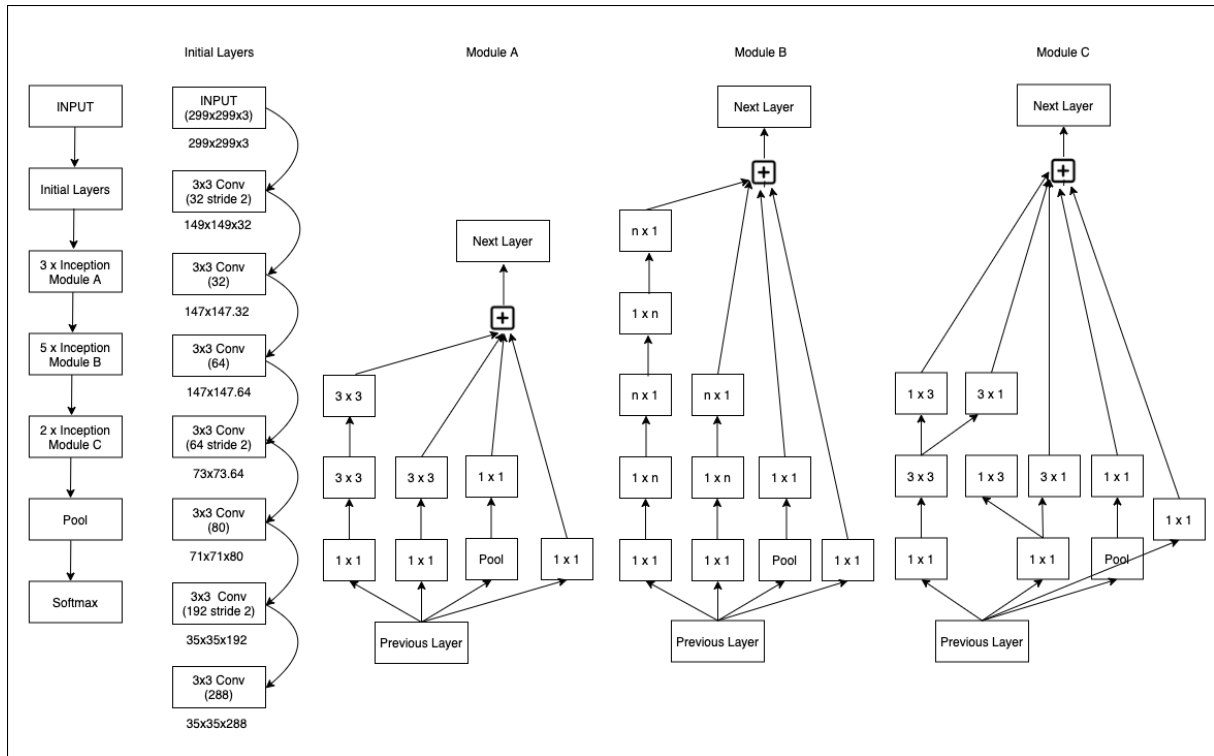 Initial Layers
Module A
Module B
Module C
INPUT
Initial Layers
3 x Inception
Module A
5 x Inception
Module B
2 x Inception
Module C
Pool
Softmax
INPUT
(299x299x3)
299x299x3
3x3 Conv
(32 stride 2)
149x149x32
3x3 Conv
(32)
147x147.32
3x3 Conv
(64)
147x147.64
3x3 Conv
(64 stride 2)
73x73.64
3x3 Conv
(80)
71x71x80
3x3 Conv
(192 stride 2)
35x35x192
3x3 Conv
(288)
35x35x288
Next Layer
+
3 x 3
3 x 3
3 x 3
1 x 1
1 x 1
1 x 1
Pool
1 x 1
Previous Layer
Next Layer
+
n x 1
1 x n
n x 1
n x 1
1 x n
1 x n
1 x 1
1 x 1
1 x 1
Pool
1 x 1
Previous Layer
Next Layer
+
1 x 3
3 x 1
3 x 3
1 x 3
3 x 1
1 x 1
1 x 1
1 x 1
1 x 1
Pool
Previous Layer